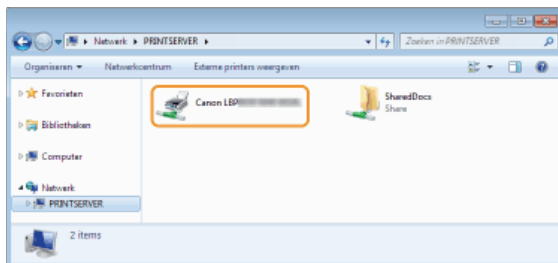 Netwerk ▸ PRINTSERVER ▸
Zoeken in PRINTSERVER
Organiseren
Netwerkcentrum
Externe printers weergeven
Favorieten
Bibliotheken
Computer
Netwerk
PRINTSERVER
Canon LBP
SharedDocs
Share
2 items